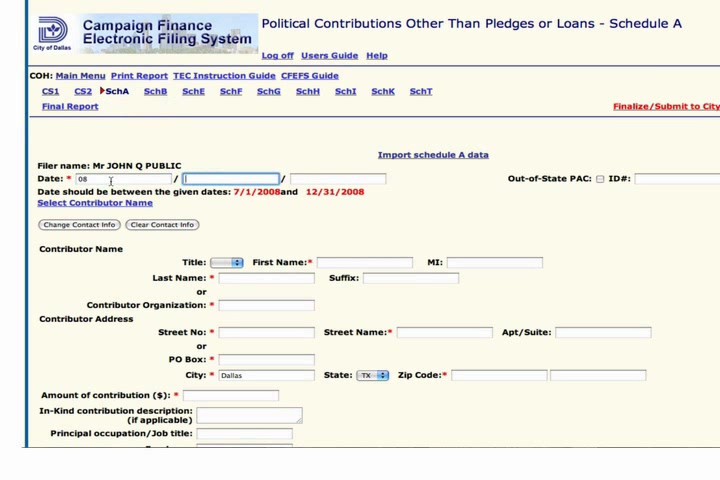 City of Dallas
Campaign Finance
Electronic Filing System
Political Contributions Other Than Pledges or Loans - Schedule A
Log off Users Guide Help
COH: Main Menu Print Report TEC Instruction Guide CFEFS Guide
CS1 CS2 SchA SchB SchE SchF SchG SchH SchI SchK SchT
Final Report Finalize/Submit to City
Import schedule A data
Filer name: Mr JOHN Q PUBLIC
Date: * 08 / / Out-of-State PAC: ID#:
Date should be between the given dates: 7/1/2008and 12/31/2008
Select Contributor Name
Change Contact Info Clear Contact Info
Contributor Name
Title: First Name:* MI:
Last Name: * Suffix:
or
Contributor Organization: *
Contributor Address
Street No: * Street Name:* Apt/Suite:
or
PO Box: *
City: * Dallas State: TX Zip Code:*
Amount of contribution ($): *
In-Kind contribution description:
(if applicable)
Principal occupation/Job title: